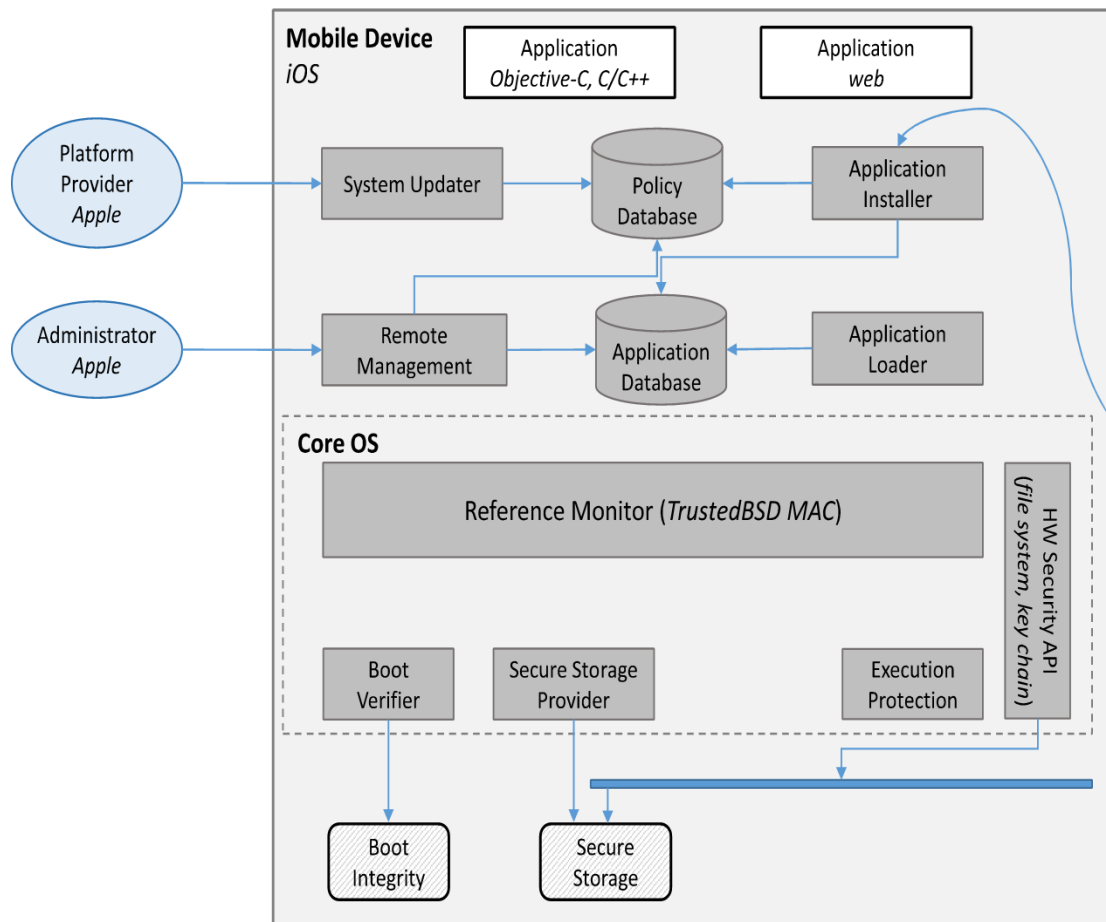 Mobile Device
iOS
Application
Objective-C, C/C++
Application
web
Platform
Provider
Apple
System Updater
Policy
Database
Application
Installer
Administrator
Apple
Remote
Management
Application
Database
Application
Loader
Core OS
Reference Monitor (TrustedBSD MAC)
HW Security API
(file system, key chain)
Boot
Verifier
Secure Storage
Provider
Execution
Protection
Boot
Integrity
Secure
Storage